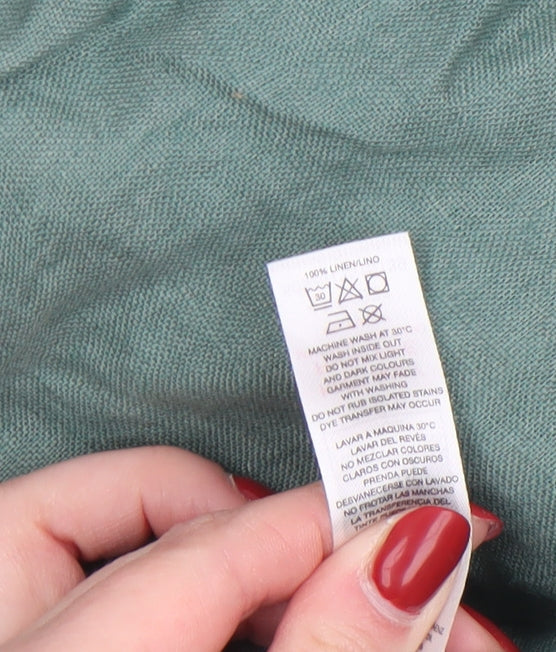 100% LINEN/LINO
30
MACHINE WASH AT 30°C
WASH INSIDE OUT
DO NOT MIX LIGHT
AND DARK COLOURS
GARMENT MAY FADE
WITH WASHING
DO NOT RUB ISOLATED STAINS
DYE TRANSFER MAY OCCUR
LAVAR A MAQUINA 30°C
LAVAR DEL REVÉS
NO MEZCLAR COLORES
CLAROS CON OSCUROS
PRENDA PUEDE
DESVANECERSE CON LAVADO
NO FROTAR LAS MANCHAS
LA TRANSFERENCIA DEL
TINTE